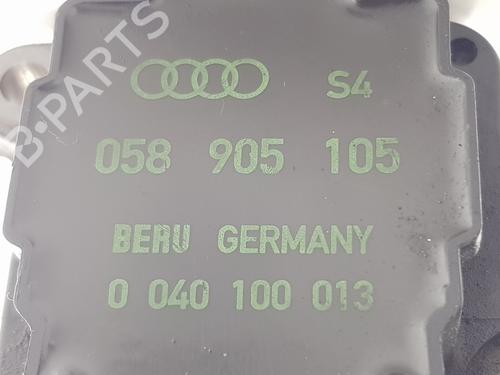 B-PARTS
S4
058 905 105
BERU GERMANY
0 040 100 013